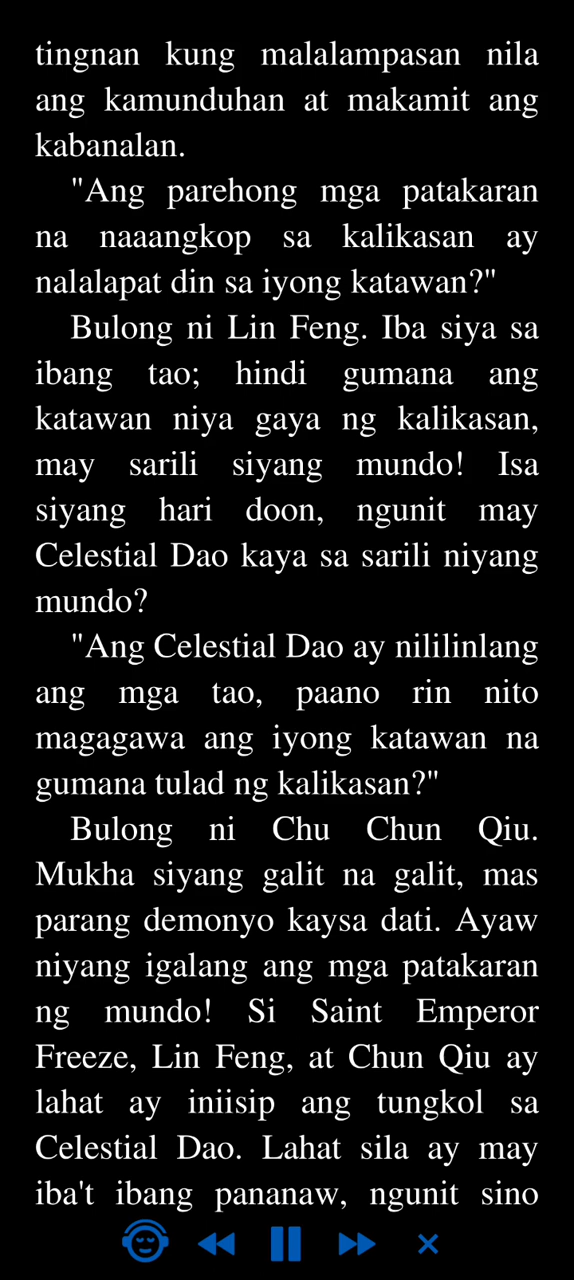 tingnan kung malalampasan nila
ang kamunduhan at makamit ang
kabanalan.
"Ang parehong mga patakaran
na naaangkop sa kalikasan ay
nalalapat din sa iyong katawan?"
Bulong ni Lin Feng. Iba siya sa
ibang tao; hindi gumana ang
katawan niya gaya ng kalikasan,
may sarili siyang mundo! Isa
siyang hari doon, ngunit may
Celestial Dao kaya sa sarili niyang
mundo?
"Ang Celestial Dao ay nililinlang
ang mga tao, paano rin nito
magagawa ang iyong katawan na
gumana tulad ng kalikasan?"
Bulong ni Chu Chun Qiu.
Mukha siyang galit na galit, mas
parang demonyo kaysa dati. Ayaw
niyang igalang ang mga patakaran
ng mundo! Si Saint Emperor
Freeze, Lin Feng, at Chun Qiu ay
lahat ay iniisip ang tungkol sa
Celestial Dao. Lahat sila ay may
iba't ibang pananaw, ngunit sino